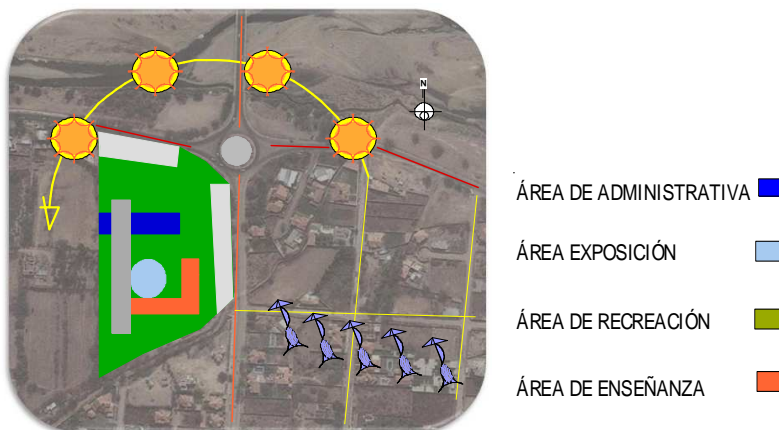 N
ÁREA DE ADMINISTRATIVA
ÁREA EXPOSICIÓN
ÁREA DE RECREACIÓN
ÁREA DE ENSEÑANZA